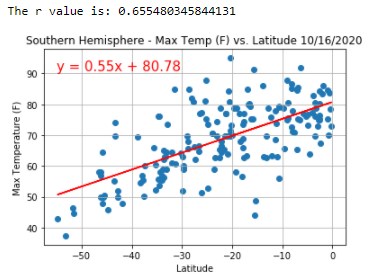 The r value is: 0.655480345844131
Southern Hemisphere - Max Temp (F) vs. Latitude 10/16/2020
y = 0.55x + 80.78
Max Temperature (F)
90
80
70
60
50
40
−50
−40
−30
−20
−10
0
Latitude